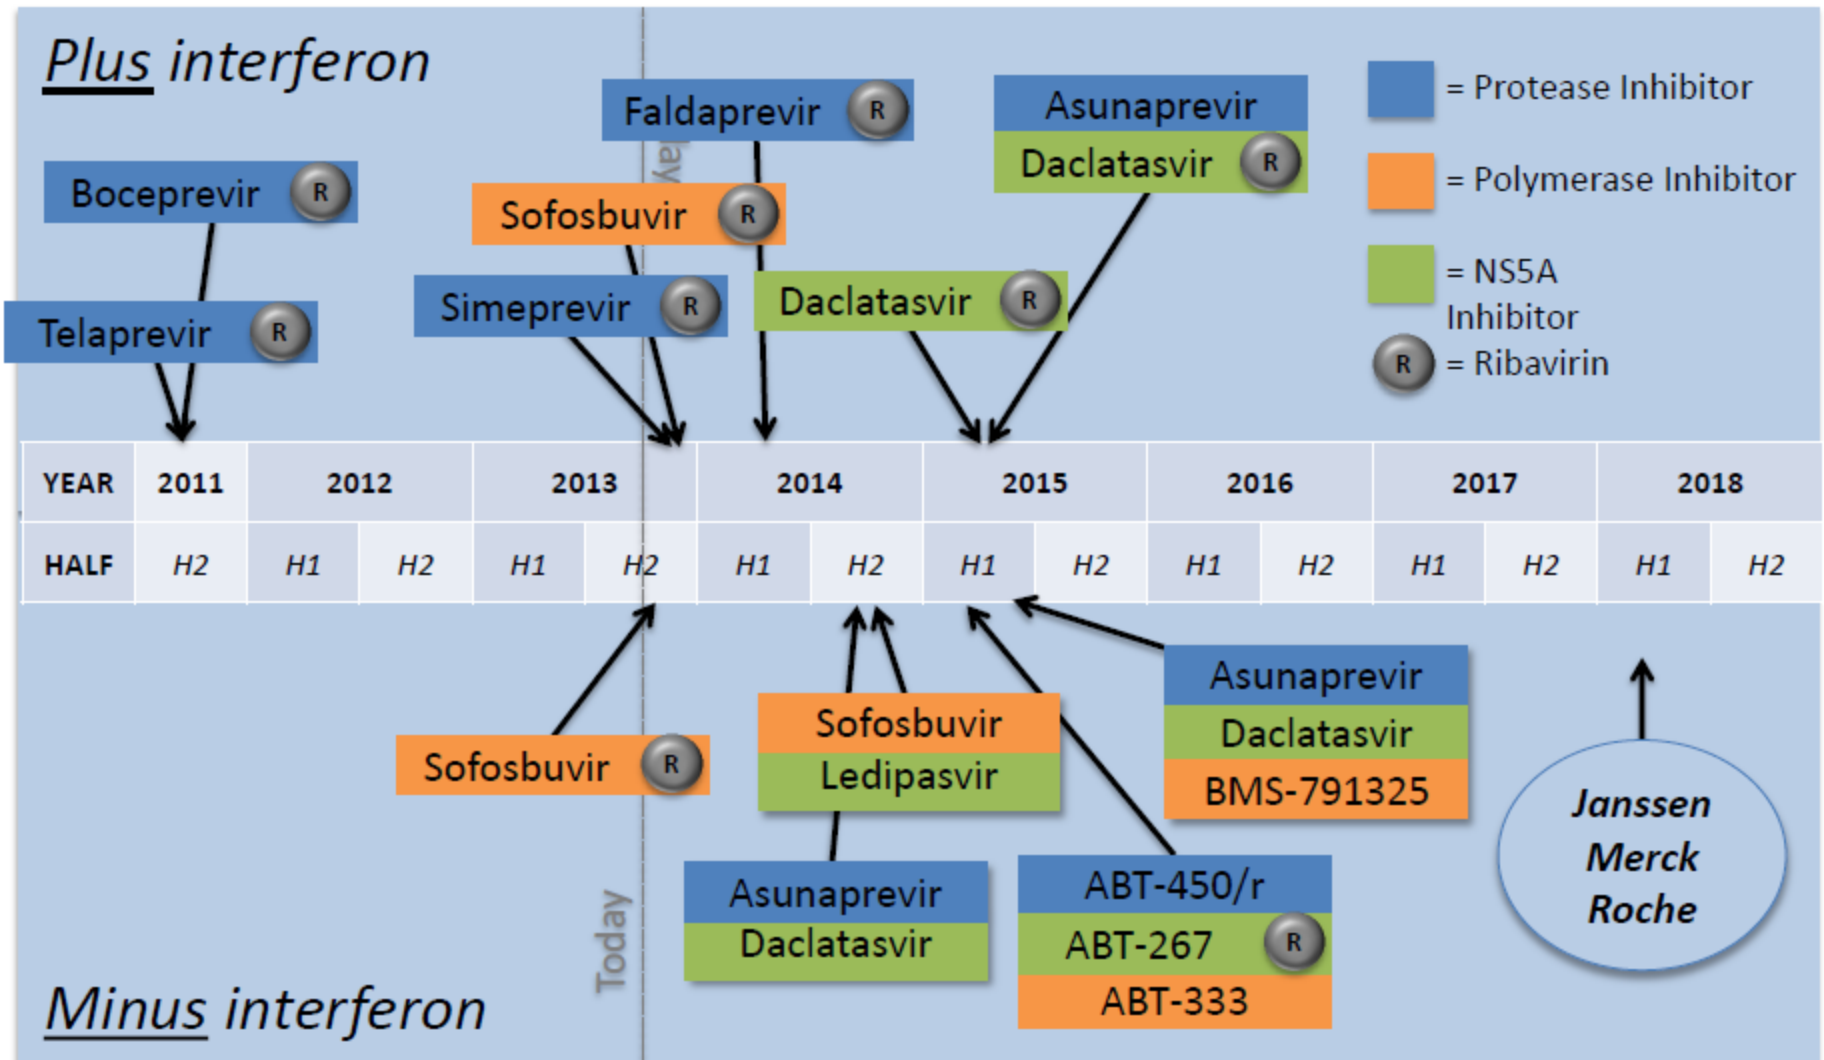 Plus interferon
Faldaprevir R
Asunaprevir
Daclatasvir R
= Protease Inhibitor
Boceprevir R
Sofosbuvir R
= Polymerase Inhibitor
Telaprevir R
Simeprevir R
Daclatasvir R
= NS5A
Inhibitor
R = Ribavirin
YEAR 2011 2012 2013 2014 2015 2016 2017 2018
HALF H2 H1 H2 H1 H2 H1 H2 H1 H2 H1 H2 H1 H2 H1 H2
Sofosbuvir R
Sofosbuvir
Ledipasvir
Asunaprevir
Daclatasvir
BMS-791325
Asunaprevir
Daclatasvir
ABT-450/r
ABT-267 R
ABT-333
Janssen
Merck
Roche
Today
Minus interferon